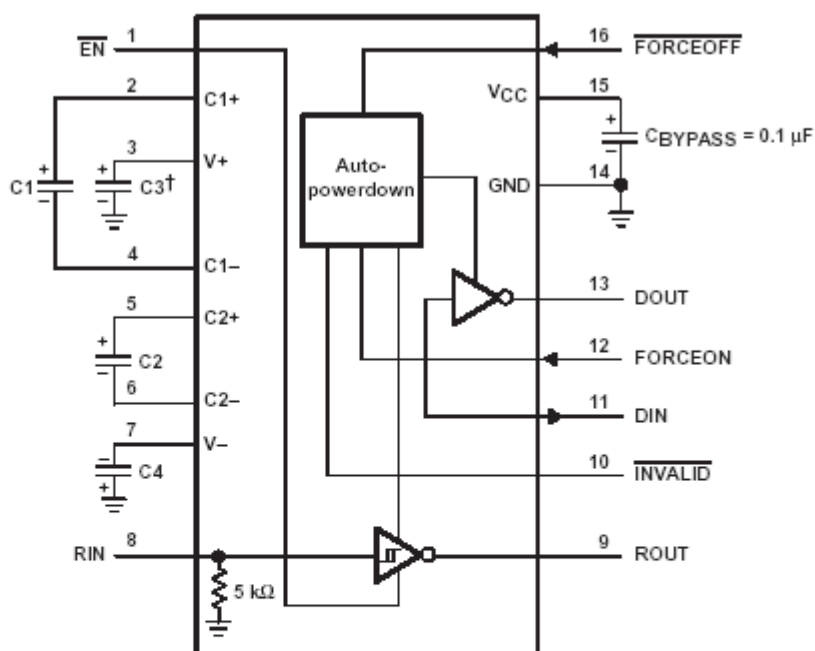 EN 1
16 FORCEOFF
2 C1+
VCC 15
+ CBYPASS = 0.1 μF
−
3 V+
Auto-
powerdown
+ C1 −
+ C3† −
14 GND
4 C1−
5 C2+
13 DOUT
+ C2 −
12 FORCEON
6 C2−
11 DIN
7 V−
− C4 +
10 INVALID
RIN 8
9 ROUT
5 kΩ